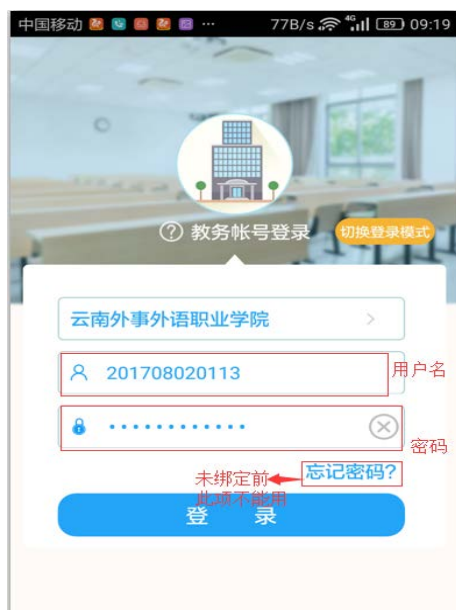 中国移动 ... 77B/s 4G 89 09:19
? 教务帐号登录 切换登录模式
云南外事外语职业学院 >
201708020113 用户名
············ 密码
未绑定前 忘记密码?
此项不能用
登 录